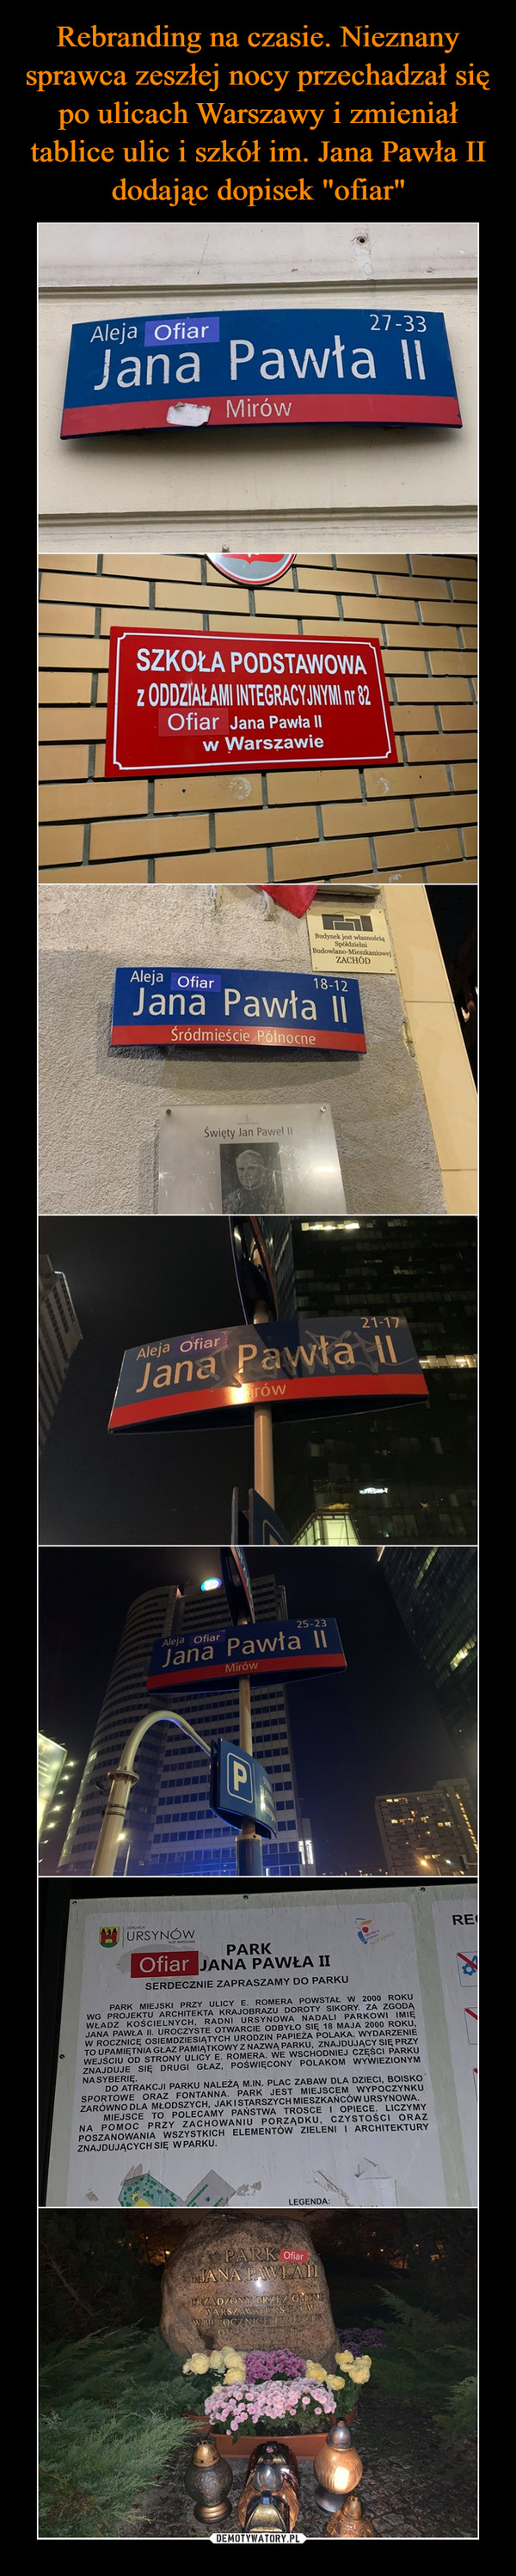 Rebranding na czasie. Nieznany
sprawca zeszłej nocy przechadzał się
po ulicach Warszawy i zmieniał
tablice ulic i szkół im. Jana Pawła II
dodając dopisek "ofiar"
Aleja Ofiar 27-33
Jana Pawła II
Mirów
SZKOŁA PODSTAWOWA
z ODDZIAŁAMI INTEGRACYJNYMI nr 82
Ofiar Jana Pawła II
w Warszawie
Budynek jest własnością
Spółdzielni
Budowlano-Mieszkaniowej
ZACHÓD
Aleja Ofiar 18-12
Jana Pawła II
Śródmieście Północne
Święty Jan Paweł II
21-17
Aleja Ofiar
Jana Pawła II
rów
25-23
Aleja Ofiar
Jana Pawła II
Mirów
P
URSYNÓW
PARK
Ofiar JANA PAWŁA II
SERDECZNIE ZAPRASZAMY DO PARKU
PARK MIEJSKI PRZY ULICY E. ROMERA POWSTAŁ W 2000 ROKU
WG PROJEKTU ARCHITEKTA KRAJOBRAZU DOROTY SIKORY. ZA ZGODĄ
WŁADZ KOŚCIELNYCH, RADNI URSYNOWA NADALI PARKOWI IMIĘ
JANA PAWŁA II. UROCZYSTE OTWARCIE ODBYŁO SIĘ 18 MAJA 2000 ROKU,
W ROCZNICĘ OSIEMDZIESIĄTYCH URODZIN PAPIEŻA POLAKA. WYDARZENIE
TO UPAMIĘTNIA GŁAZ PAMIĄTKOWY Z NAZWĄ PARKU, ZNAJDUJĄCY SIĘ PRZY
WEJŚCIU OD STRONY ULICY E. ROMERA. WE WSCHODNIEJ CZĘŚCI PARKU
ZNAJDUJE SIĘ DRUGI GŁAZ, POŚWIĘCONY POLAKOM WYWIEZIONYM
NA SYBERIĘ.
DO ATRAKCJI PARKU NALEŻĄ M.IN. PLAC ZABAW DLA DZIECI, BOISKO
SPORTOWE ORAZ FONTANNA. PARK JEST MIEJSCEM WYPOCZYNKU
ZARÓWNO DLA MŁODSZYCH, JAK I STARSZYCH MIESZKAŃCÓW URSYNOWA.
MIEJSCE TO POLECAMY PAŃSTWA TROSCE I OPIECE. LICZYMY
NA POMOC PRZY ZACHOWANIU PORZĄDKU, CZYSTOŚCI ORAZ
POSZANOWANIA WSZYSTKICH ELEMENTÓW ZIELENI I ARCHITEKTURY
ZNAJDUJĄCYCH SIĘ W PARKU.
LEGENDA:
RE
PARK Ofiar
JANA PAWŁA II
DEMOTYWATORY.PL